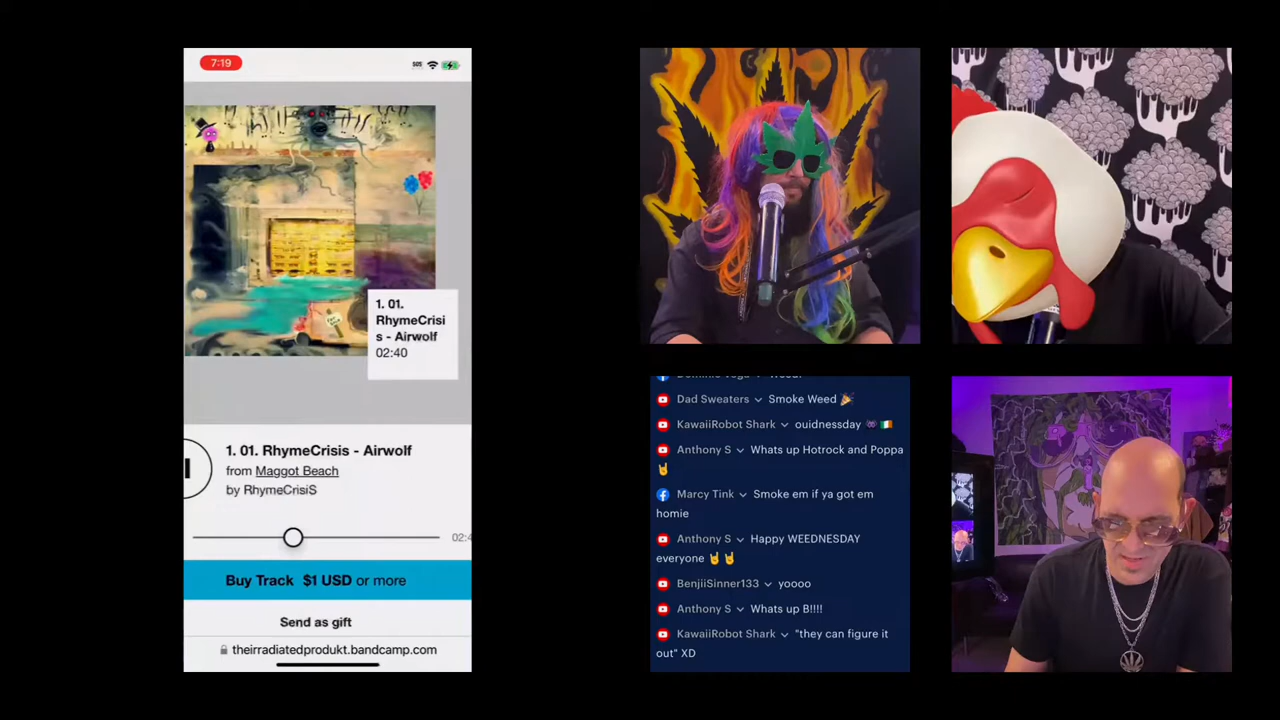 7:19
SOS
1. 01.
RhymeCrisi
s - Airwolf
02:40
1. 01. RhymeCrisis - Airwolf
from Maggot Beach
by RhymeCrisiS
02:4
Buy Track $1 USD or more
Send as gift
theirradiatedprodukt.bandcamp.com
Dad Sweaters Smoke Weed 🎉
KawaiiRobot Shark ouidnessday 👾 🇮🇪
Anthony S Whats up Hotrock and Poppa
🤘
Marcy Tink Smoke em if ya got em
homie
Anthony S Happy WEEDNESDAY
everyone 🤘 🤘
BenjiiSinner133 yoooo
Anthony S Whats up B!!!!
KawaiiRobot Shark "they can figure it
out" XD